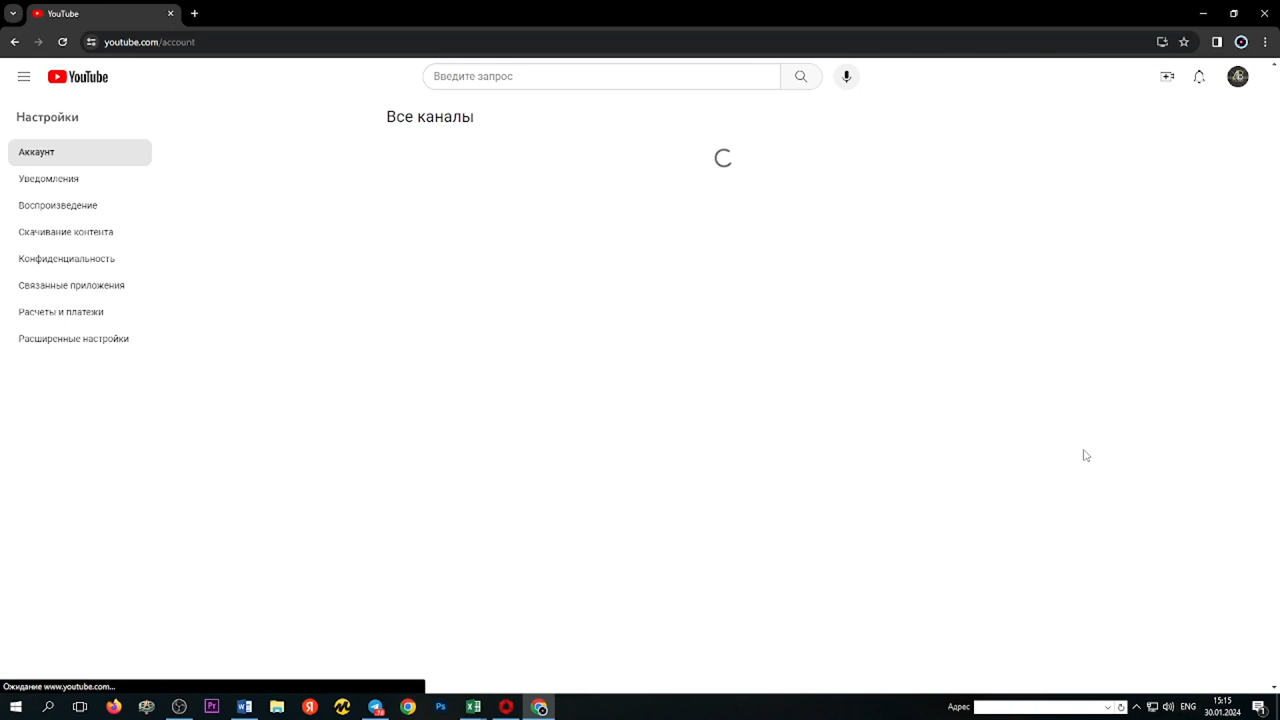 YouTube
youtube.com/account
YouTube
Введите запрос
Настройки
Все каналы
Аккаунт
Уведомления
Воспроизведение
Скачивание контента
Конфиденциальность
Связанные приложения
Расчеты и платежи
Расширенные настройки
Ожидание www.youtube.com...
Адрес
ENG
15:15
30.01.2024